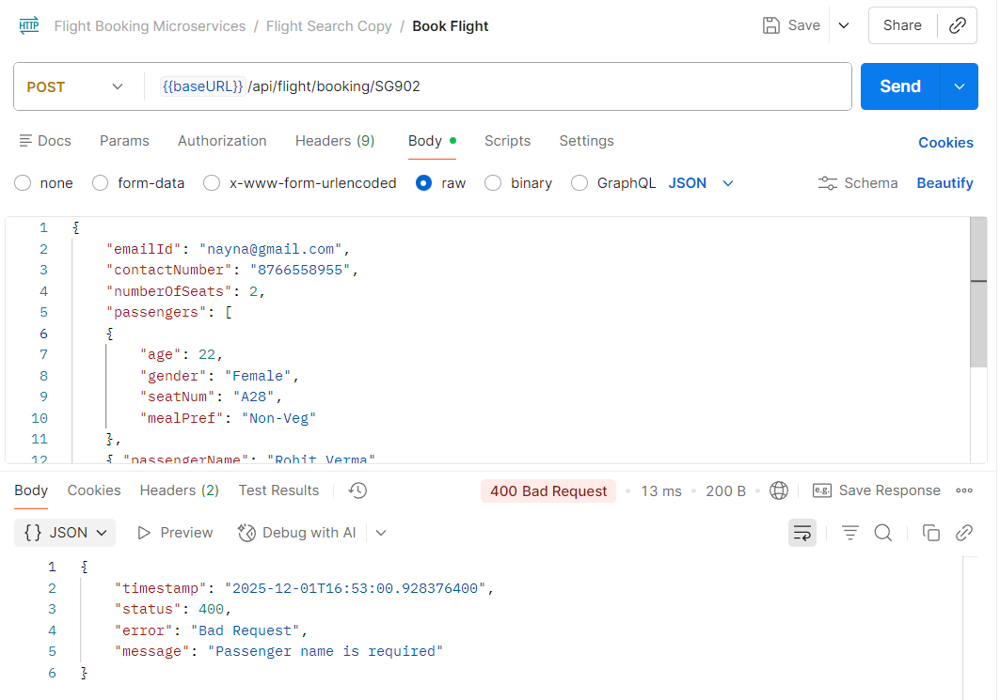 HTTP Flight Booking Microservices / Flight Search Copy / Book Flight Save Share
POST {{baseURL}}/api/flight/booking/SG902 Send
Docs Params Authorization Headers (9) Body Scripts Settings Cookies
none form-data x-www-form-urlencoded raw binary GraphQL JSON Schema Beautify
1 {
2 "emailId": "nayna@gmail.com",
3 "contactNumber": "8766558955",
4 "numberOfSeats": 2,
5 "passengers": [
6 {
7 "age": 22,
8 "gender": "Female",
9 "seatNum": "A28",
10 "mealPref": "Non-Veg"
11 },
12 { "passengerName": "Rohit Verma"
Body Cookies Headers (2) Test Results 400 Bad Request • 13 ms • 200 B • e.g. Save Response
{} JSON Preview Debug with AI
1 {
2 "timestamp": "2025-12-01T16:53:00.928376400",
3 "status": 400,
4 "error": "Bad Request",
5 "message": "Passenger name is required"
6 }